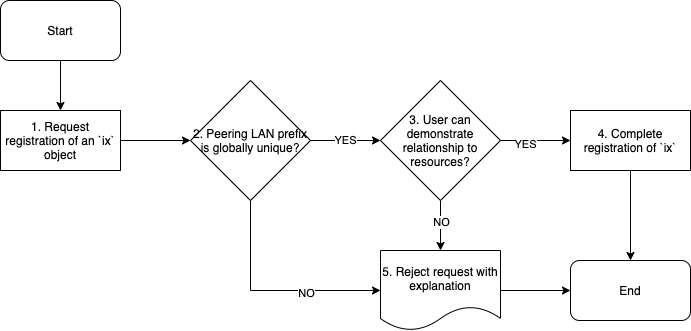 Start
1. Request
registration of an `ix`
object
2. Peering LAN prefix
is globally unique?
YES
3. User can
demonstrate
relationship to
resources?
YES
4. Complete
registration of `ix`
NO
NO
5. Reject request with
explanation
End